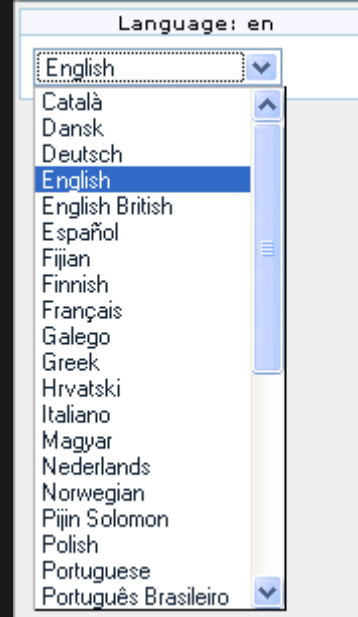 Language: en
English
Català
Dansk
Deutsch
English
English British
Español
Fijian
Finnish
Français
Galego
Greek
Hrvatski
Italiano
Magyar
Nederlands
Norwegian
Pijin Solomon
Polish
Portuguese
Português Brasileiro